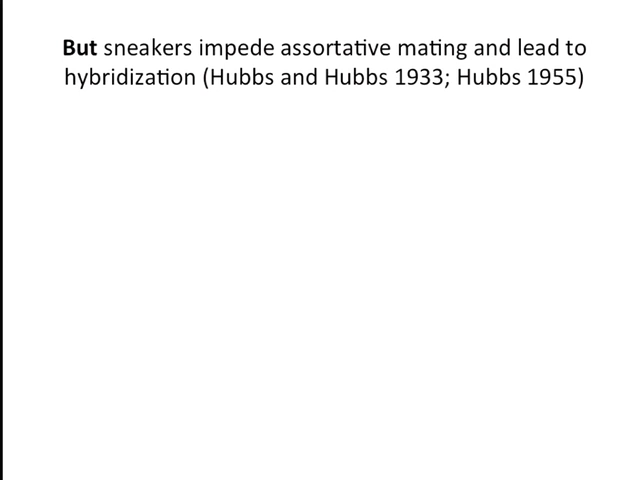 But sneakers impede assortative mating and lead to
hybridization (Hubbs and Hubbs 1933; Hubbs 1955)